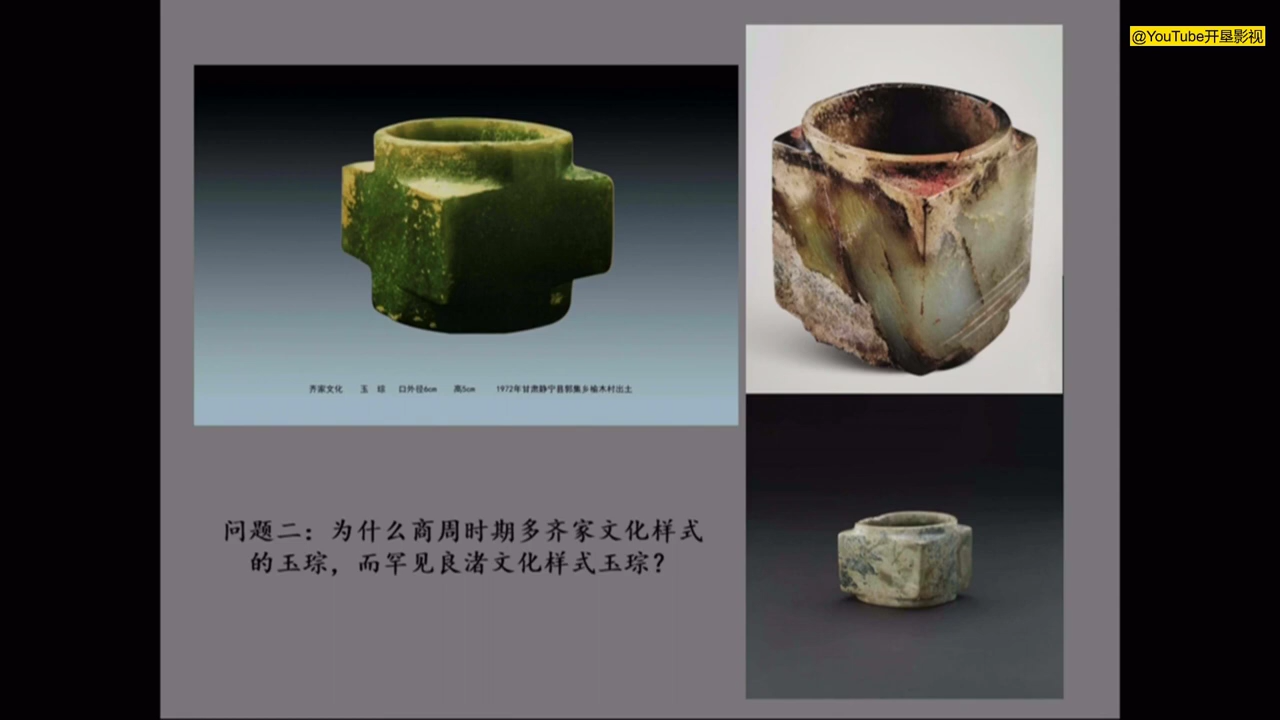 @YouTube开垦影视
齐家文化 玉 琮 口外径6cm 高5cm 1972年甘肃静宁县郭集乡榆木村出土
问题二：为什么商周时期多齐家文化样式
的玉琮，而罕见良渚文化样式玉琮？